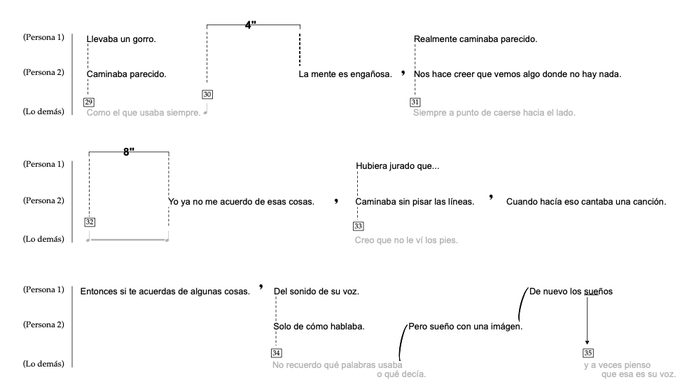 4”
(Persona 1) Llevaba un gorro. Realmente caminaba parecido.
(Persona 2) Caminaba parecido. La mente es engañosa. , Nos hace creer que vemos algo donde no hay nada.
29 30 31
(Lo demás) Como el que usaba siempre. Siempre a punto de caerse hacia el lado.
8”
(Persona 1) Hubiera jurado que...
(Persona 2) Yo ya no me acuerdo de esas cosas. , Caminaba sin pisar las líneas. , Cuando hacía eso cantaba una canción.
32 33
(Lo demás) Creo que no le ví los pies.
(Persona 1) Entonces si te acuerdas de algunas cosas. , Del sonido de su voz. De nuevo los sueños
(Persona 2) Solo de cómo hablaba. Pero sueño con una imágen.
34 35
(Lo demás) No recuerdo qué palabras usaba y a veces pienso
o qué decía. que esa es su voz.